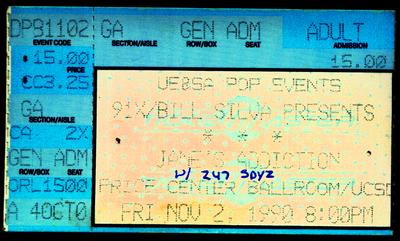 DPB1102 GA GEN ADM ADULT
EVENT CODE SECTION/AISLE ROW/BOX SEAT ADMISSION
$ 15.00 15.00
PRICE
UEBSA POP EVENTS
CC3.25 91X/BILL SILVA PRESENTS
GA
SECTION/AISLE
CA 2X * * *
GEN ADM JANE'S ADDICTION
ROW/BOX SEAT W/ 247 SPYZ
ORL1500 PRICE CENTER/BALLROOM/UCSD
A 4OCT0 FRI NOV 2, 1990 8:00PM